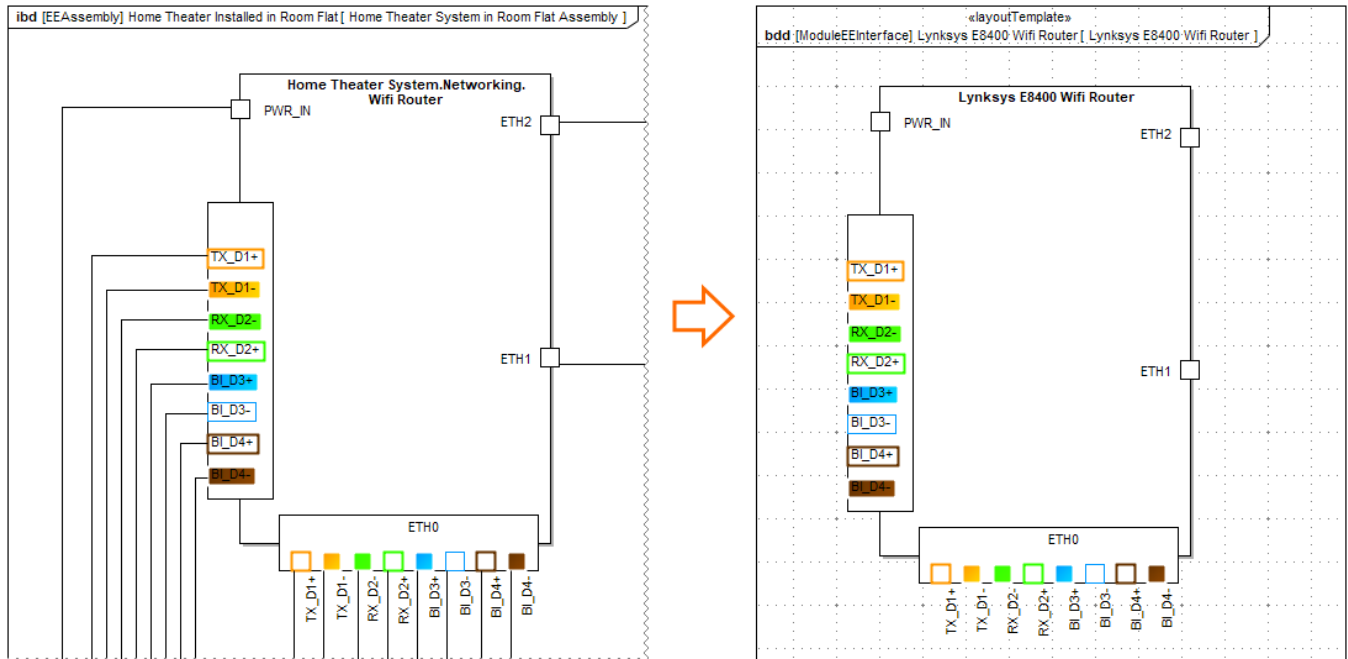 ibd [EEAssembly] Home Theater Installed in Room Flat [ Home Theater System in Room Flat Assembly ]
Home Theater System.Networking.
Wifi Router
PWR_IN
ETH2
TX_D1+
TX_D1-
RX_D2-
RX_D2+
ETH1
BI_D3+
BI_D3-
BI_D4+
BI_D4-
ETH0
TX_D1+
TX_D1-
RX_D2-
RX_D2+
BI_D3+
BI_D3-
BI_D4+
BI_D4-
«layoutTemplate»
bdd [ModuleEEInterface] Lynksys E8400 Wifi Router [ Lynksys E8400 Wifi Router ]
Lynksys E8400 Wifi Router
PWR_IN
ETH2
TX_D1+
TX_D1-
RX_D2-
RX_D2+
ETH1
BI_D3+
BI_D3-
BI_D4+
BI_D4-
ETH0
TX_D1+
TX_D1-
RX_D2-
RX_D2+
BI_D3+
BI_D3-
BI_D4+
BI_D4-